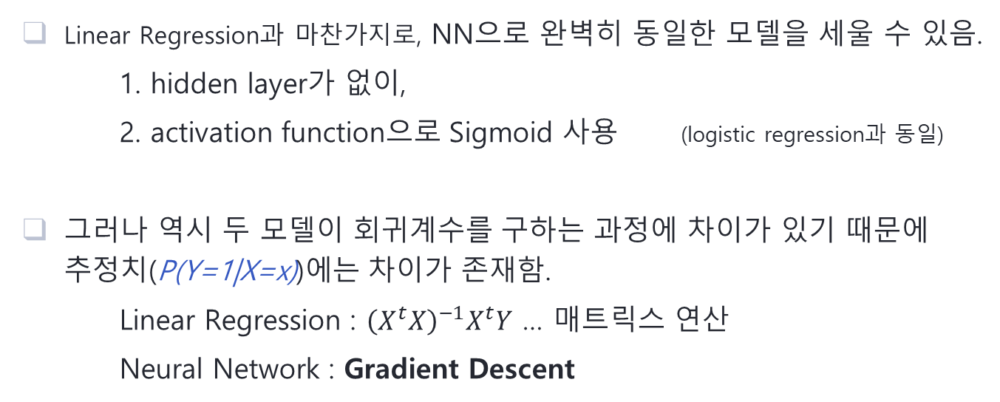 Linear Regression과 마찬가지로, NN으로 완벽히 동일한 모델을 세울 수 있음.
1. hidden layer가 없이,
2. activation function으로 Sigmoid 사용 (logistic regression과 동일)
그러나 역시 두 모델이 회귀계수를 구하는 과정에 차이가 있기 때문에
추정치(P(Y=1|X=x))에는 차이가 존재함.
Linear Regression : (XᵗX)⁻¹XᵗY … 매트릭스 연산
Neural Network : Gradient Descent